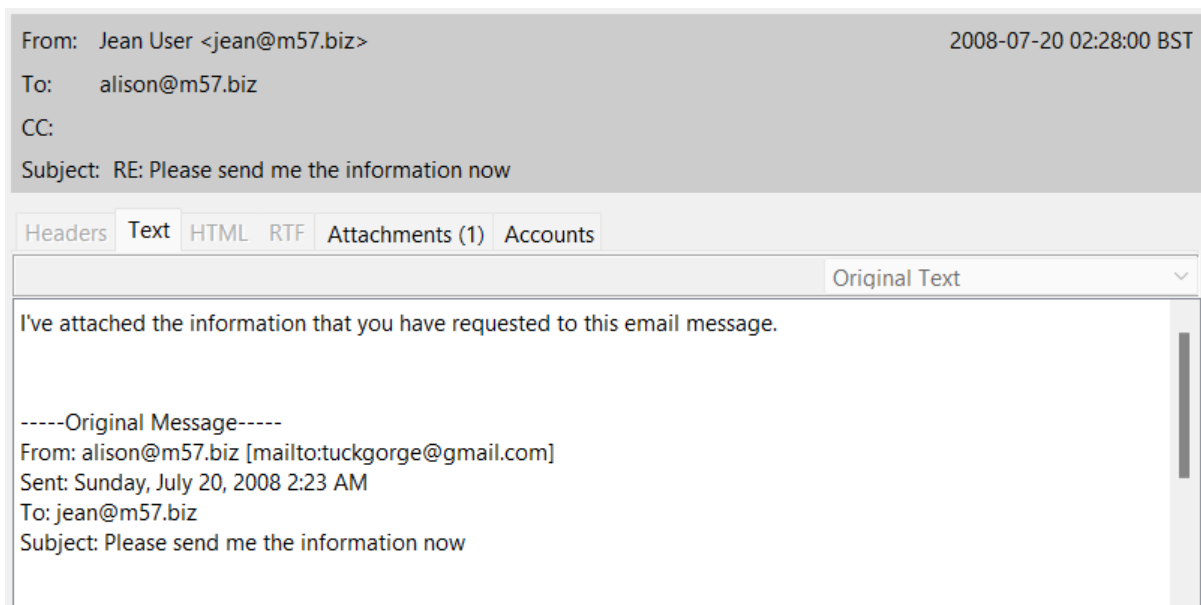 From: Jean User <jean@m57.biz> 2008-07-20 02:28:00 BST
To: alison@m57.biz
CC:
Subject: RE: Please send me the information now
Headers Text HTML RTF Attachments (1) Accounts
Original Text
I've attached the information that you have requested to this email message.
-----Original Message-----
From: alison@m57.biz [mailto:tuckgorge@gmail.com]
Sent: Sunday, July 20, 2008 2:23 AM
To: jean@m57.biz
Subject: Please send me the information now